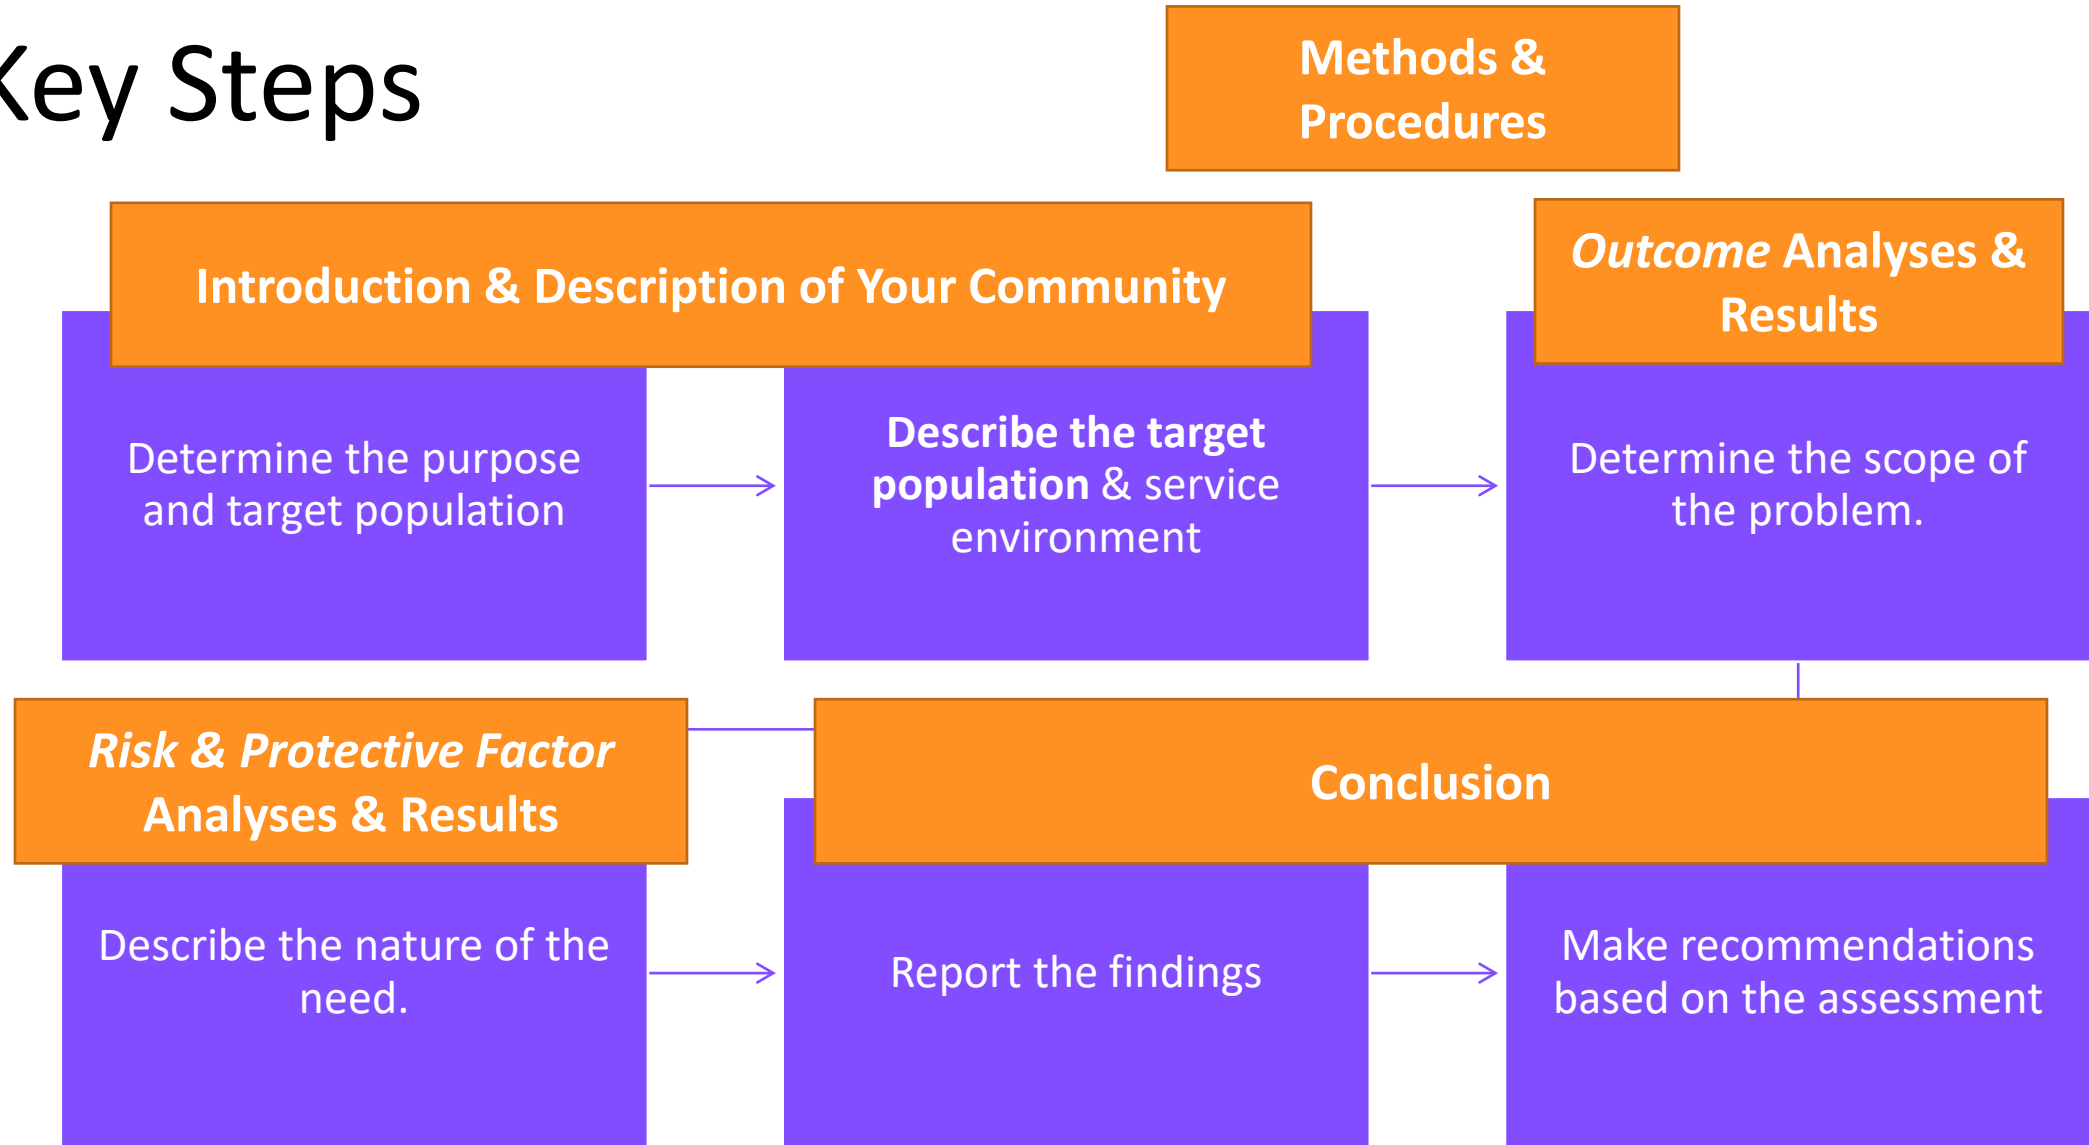 Key Steps
Methods &
Procedures
Introduction & Description of Your Community
Outcome Analyses &
Results
Determine the purpose
and target population
Describe the target
population & service
environment
Determine the scope of
the problem.
Risk & Protective Factor
Analyses & Results
Conclusion
Describe the nature of the
need.
Report the findings
Make recommendations
based on the assessment